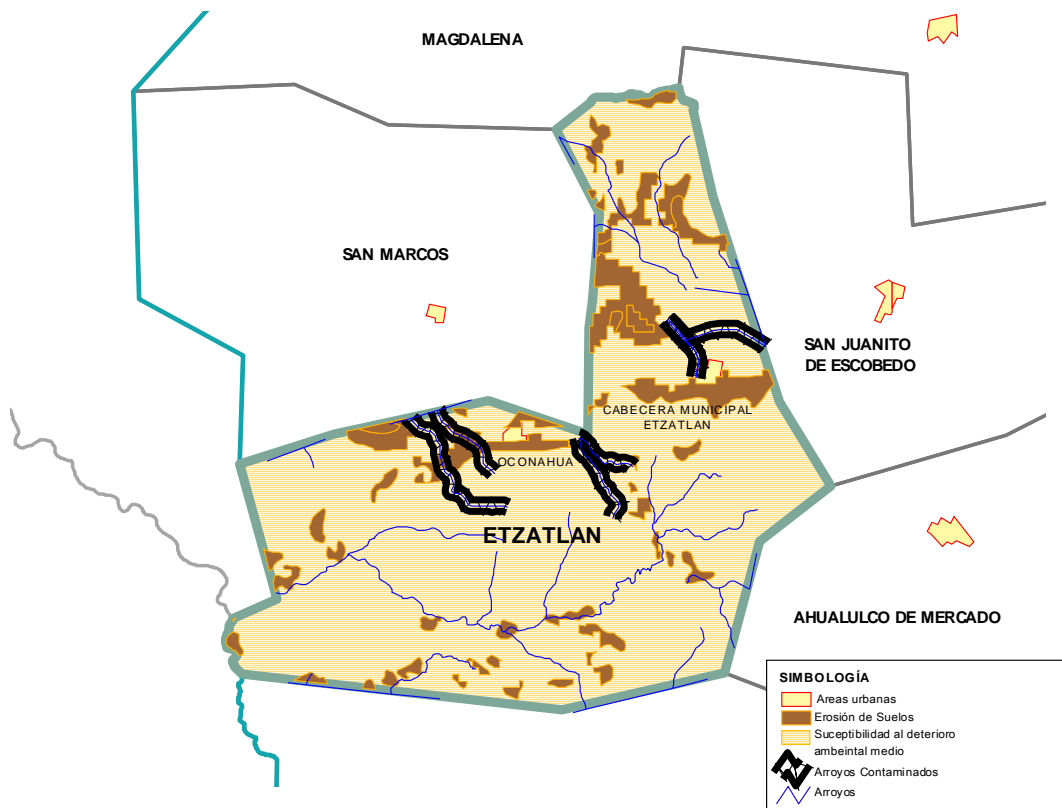 MAGDALENA
SAN MARCOS
SAN JUANITO
DE ESCOBEDO
CABECERA MUNICIPAL
ETZATLAN
OCONAHUA
ETZATLAN
AHUALULCO DE MERCADO
SIMBOLOGÍA
Areas urbanas
Erosión de Suelos
Suceptibilidad al deterioro
ambeintal medio
Arroyos Contaminados
Arroyos